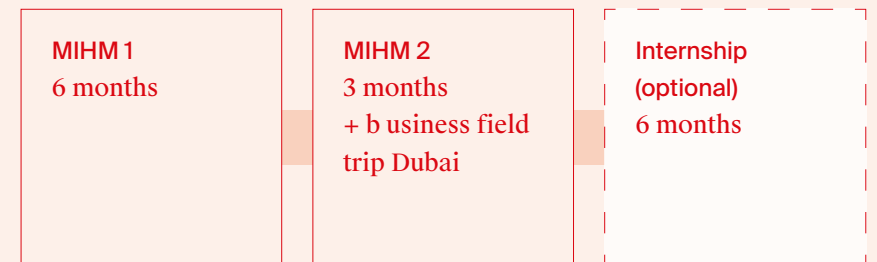 MIHM 1
6 months
MIHM 2
3 months
+ b usiness field
trip Dubai
Internship
(optional)
6 months